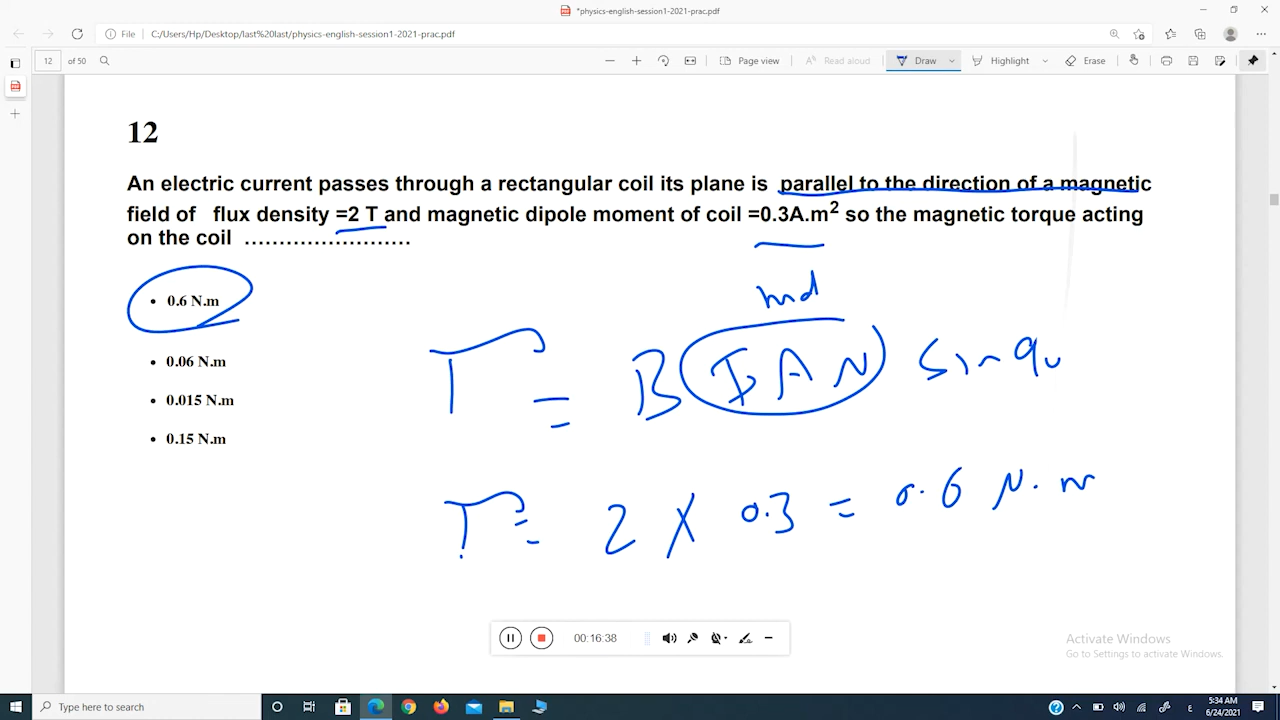 *physics-english-session1-2021-prac.pdf
File C:/Users/Hp/Desktop/last%20last/physics-english-session1-2021-prac.pdf
12 of 50 Page view Read aloud Draw Highlight Erase
12
An electric current passes through a rectangular coil its plane is parallel to the direction of a magnetic
field of flux density =2 T and magnetic dipole moment of coil =0.3A.m² so the magnetic torque acting
on the coil ........................
• 0.6 N.m
• 0.06 N.m
• 0.015 N.m
• 0.15 N.m
md
τ = B I A N Sin 90
τ = 2 X 0.3 = 0.6 N.m
00:16:38
Activate Windows
Go to Settings to activate Windows.
Type here to search
5:34 AM
6/24/2021